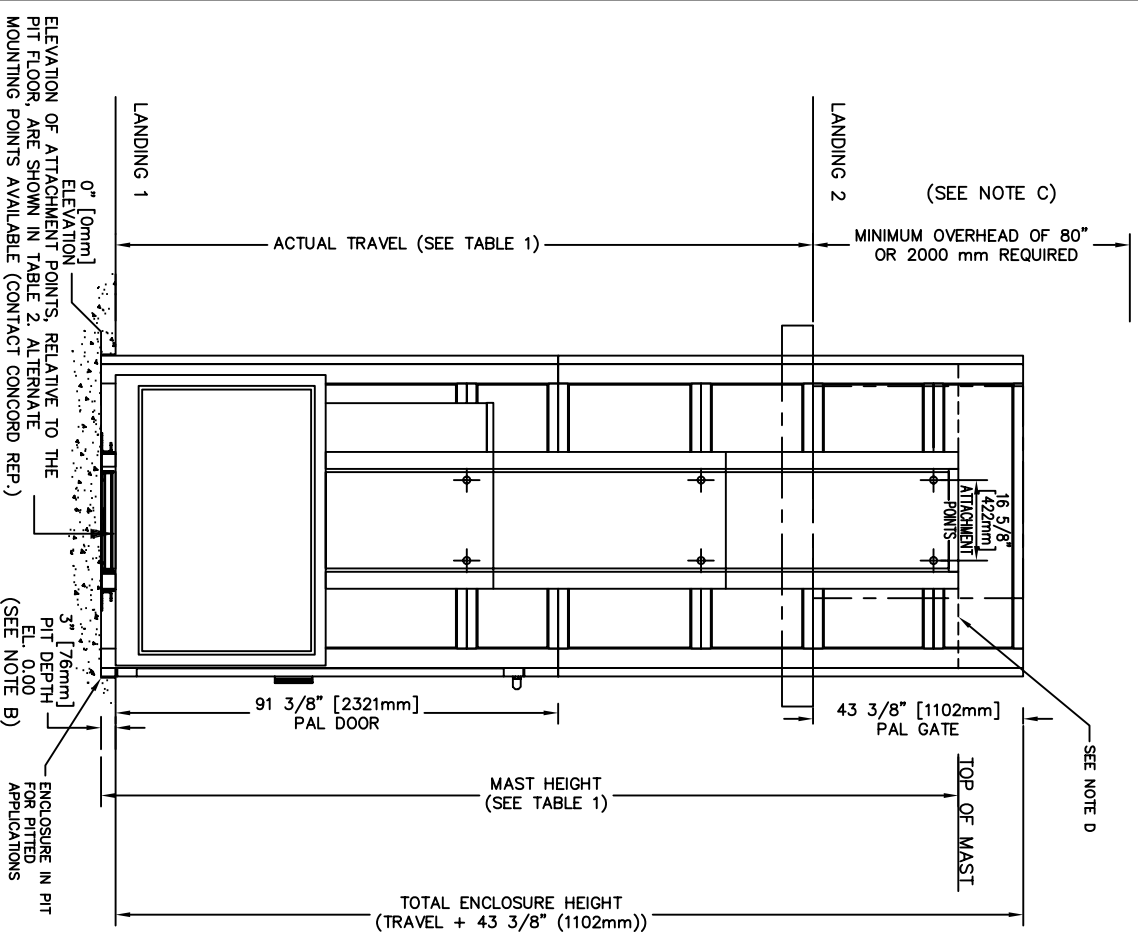 ELEVATION OF ATTACHMENT POINTS, RELATIVE TO THE
PIT FLOOR, ARE SHOWN IN TABLE 2. ALTERNATE
MOUNTING POINTS AVAILABLE (CONTACT CONCORD REP.)
0" [0mm]
ELEVATION
LANDING 1
LANDING 2
(SEE NOTE C)
MINIMUM OVERHEAD OF 80"
OR 2000 mm REQUIRED
ACTUAL TRAVEL (SEE TABLE 1)
16 5/8"
[422mm]
ATTACHMENT
POINTS
3" [76mm]
PIT DEPTH
EL. 0.00
(SEE NOTE B)
91 3/8" [2321mm]
PAL DOOR
43 3/8" [1102mm]
PAL GATE
SEE NOTE D
ENCLOSURE IN PIT
FOR PITTED
APPLICATIONS
MAST HEIGHT
(SEE TABLE 1)
TOP OF MAST
TOTAL ENCLOSURE HEIGHT
(TRAVEL + 43 3/8" (1102mm))